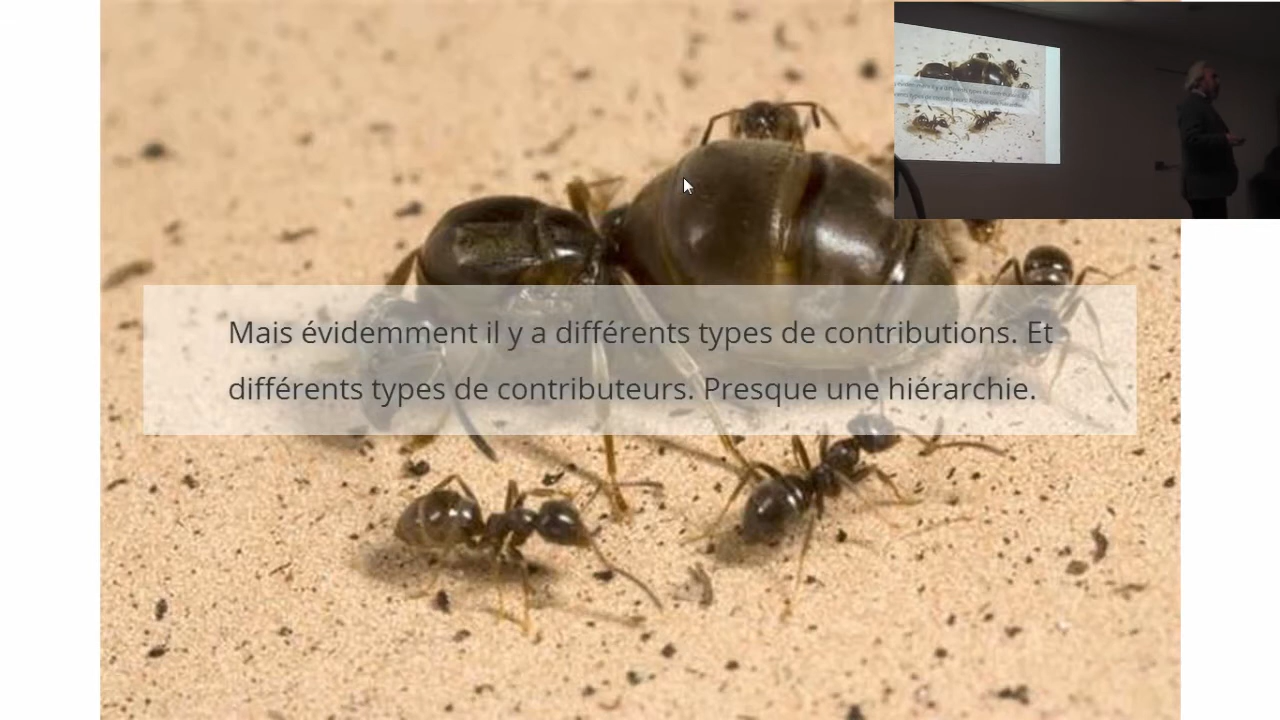 Mais évidemment il y a différents types de contributions. Et
différents types de contributeurs. Presque une hiérarchie.